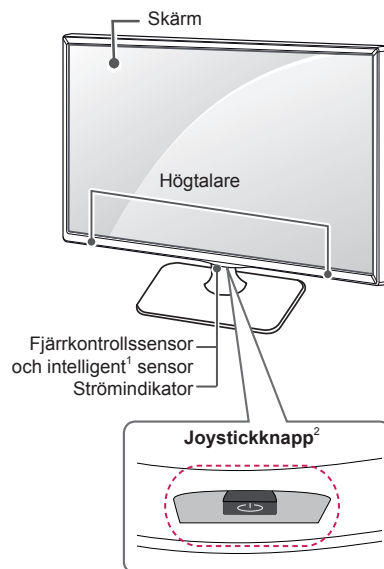 Skärm
Högtalare
Fjärrkontrollssensor
och intelligent¹ sensor
Strömindikator
Joystickknapp²